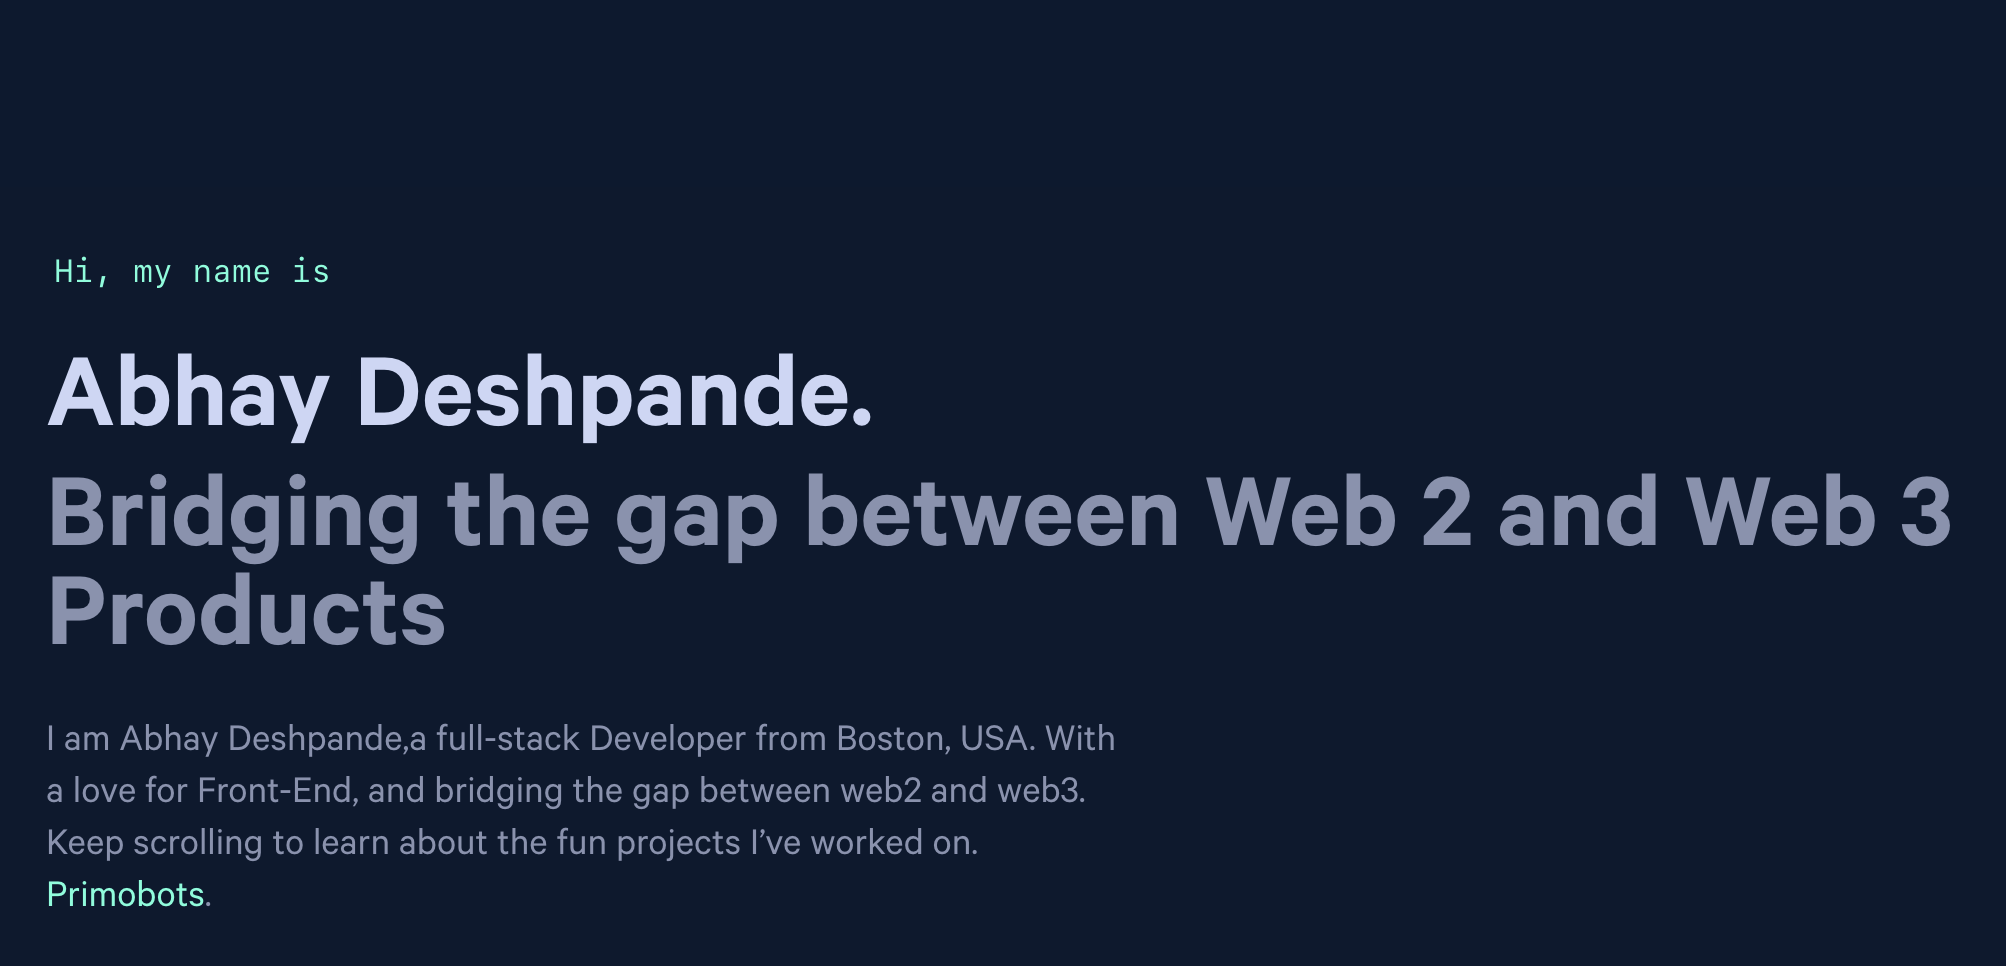 Hi, my name is
Abhay Deshpande.
Bridging the gap between Web 2 and Web 3
Products
I am Abhay Deshpande,a full-stack Developer from Boston, USA. With
a love for Front-End, and bridging the gap between web2 and web3.
Keep scrolling to learn about the fun projects I’ve worked on.
Primobots.